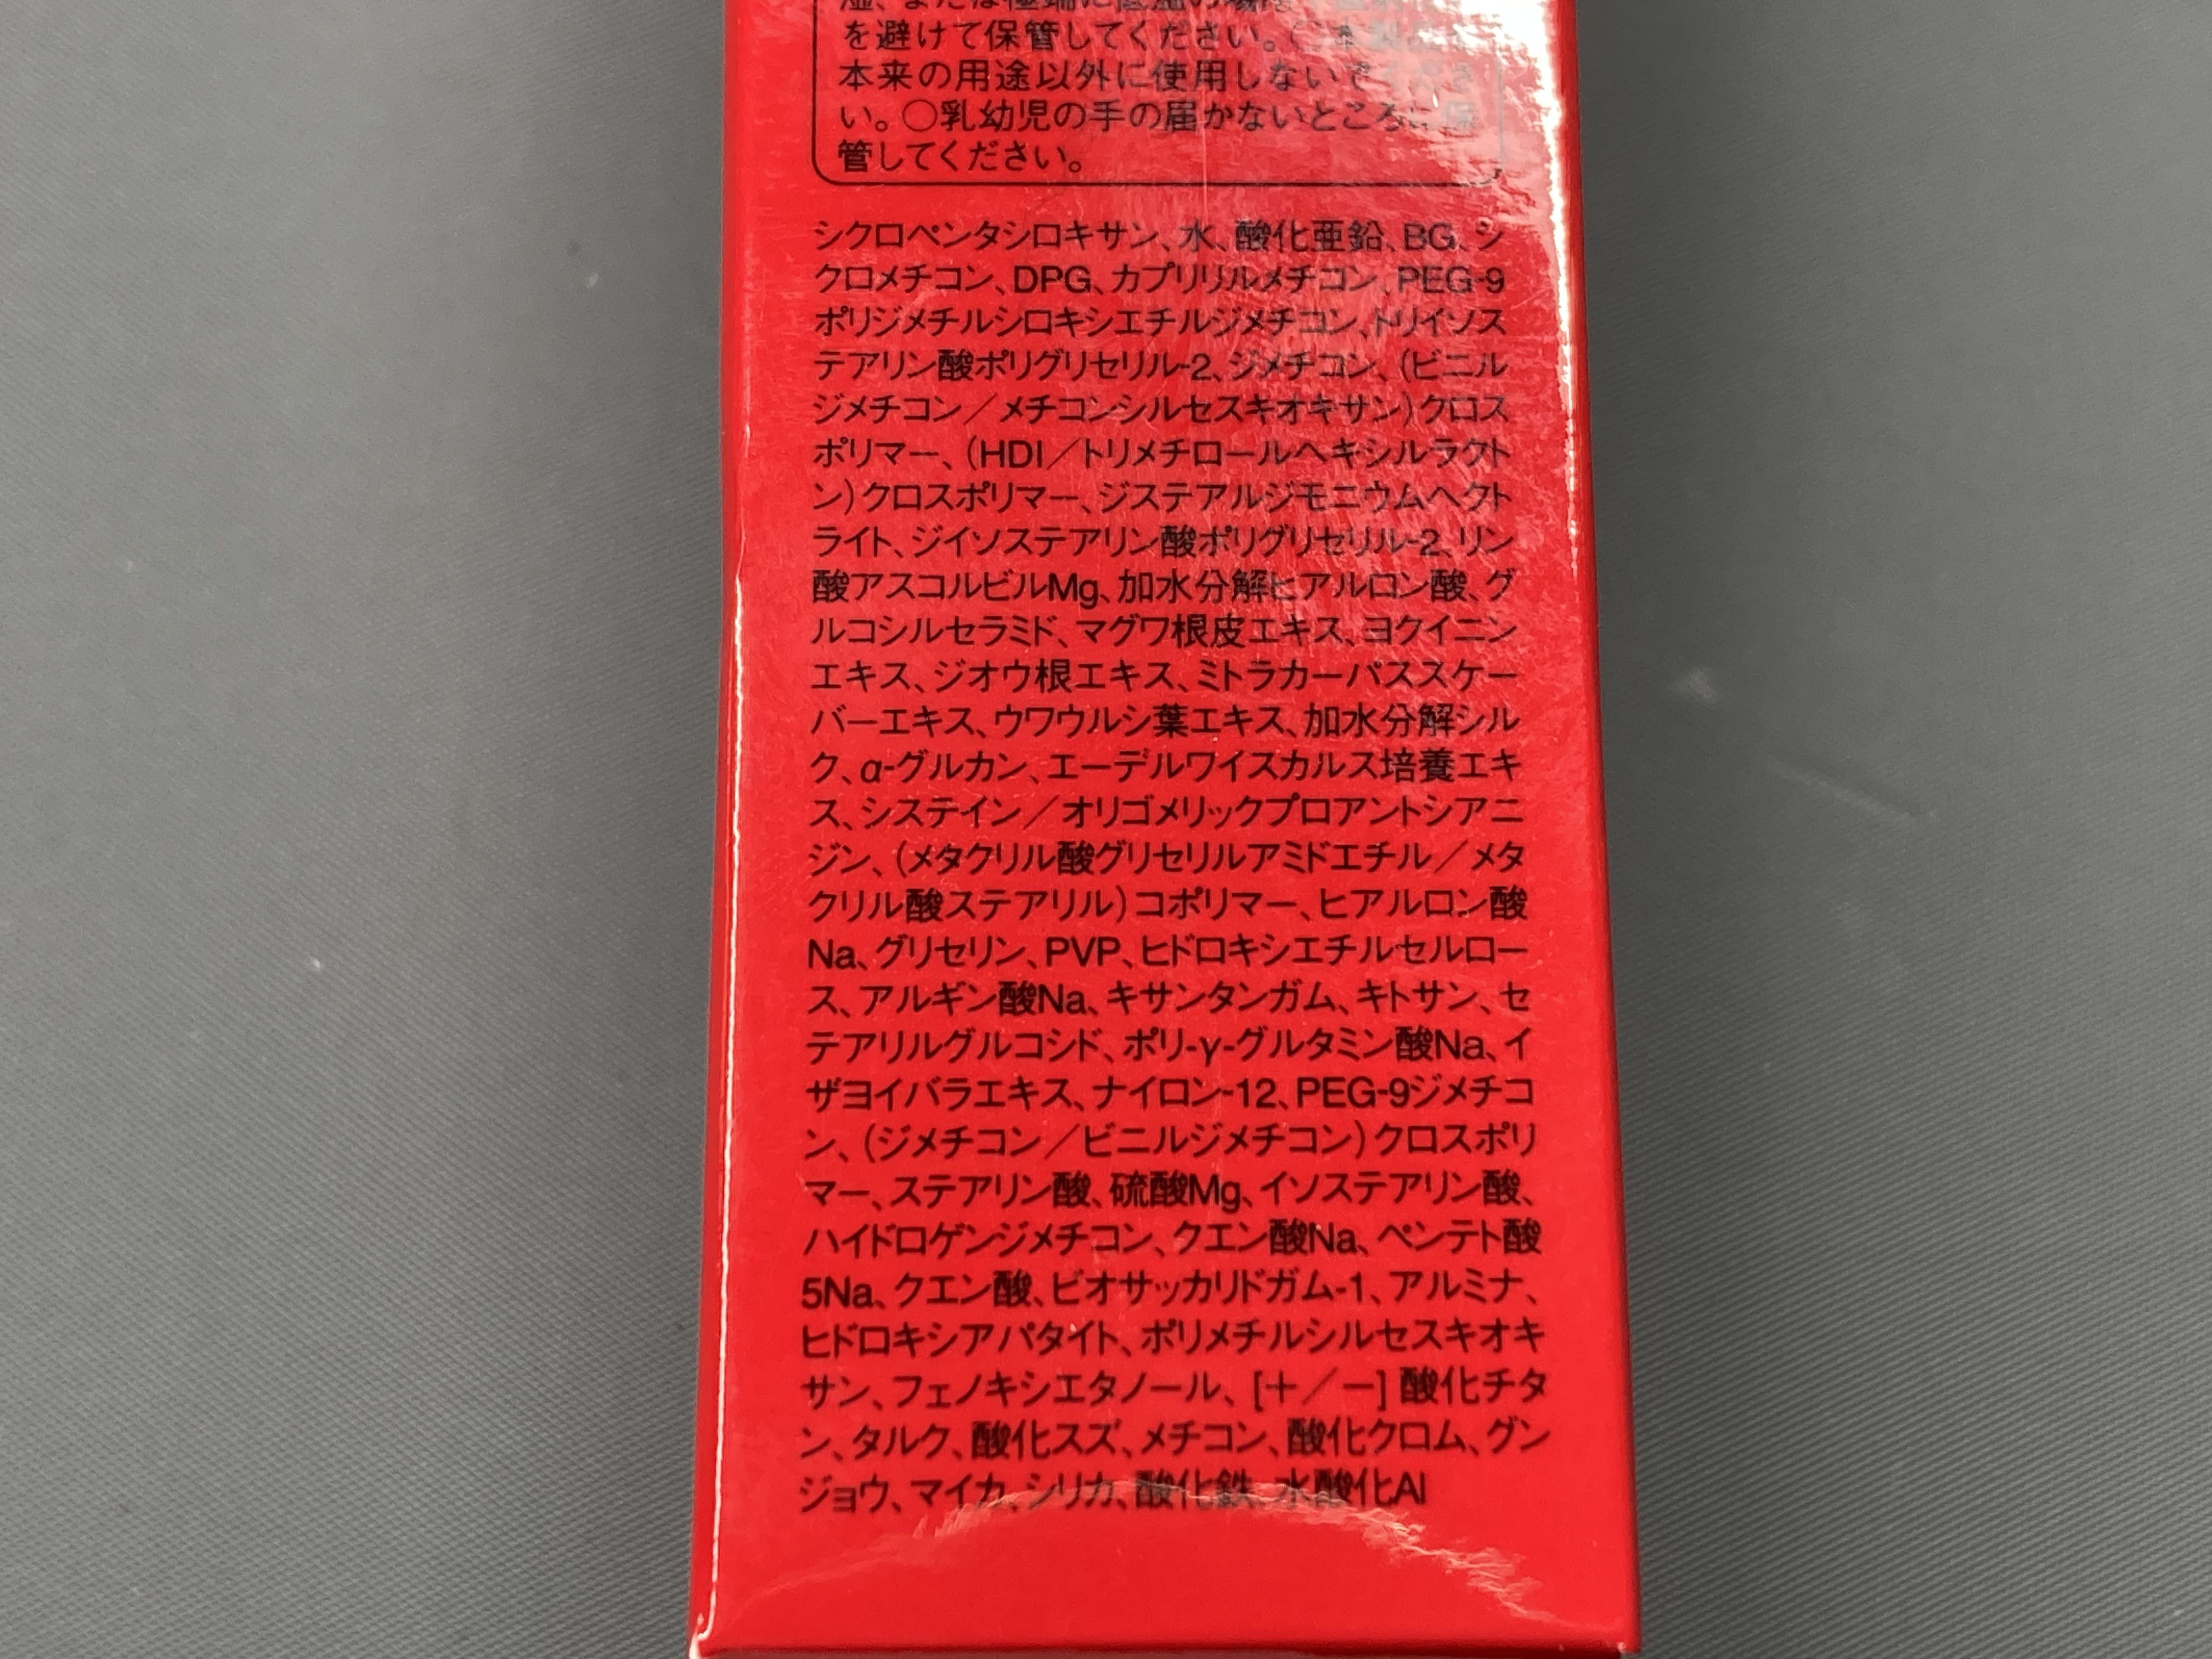 を避けて保管してください。
本来の用途以外に使用しないで
い。○乳幼児の手の届かないところに保
管してください。
シクロペンタシロキサン、水、酸化亜鉛、BG、シ
クロメチコン、DPG、カプリリルメチコン、PEG-9
ポリジメチルシロキシエチルジメチコン、トリイソス
テアリン酸ポリグリセリル-2、ジメチコン、(ビニル
ジメチコン／メチコンシルセスキオキサン)クロス
ポリマー、(HDI／トリメチロールヘキシルラクト
ン)クロスポリマー、ジステアルジモニウムヘクト
ライト、ジイソステアリン酸ポリグリセリル-2、リン
酸アスコルビルMg、加水分解ヒアルロン酸、グ
ルコシルセラミド、マグワ根皮エキス、ヨクイニン
エキス、ジオウ根エキス、ミトラカーパススケー
バーエキス、ウワウルシ葉エキス、加水分解シル
ク、α-グルカン、エーデルワイスカルス培養エキ
ス、システイン／オリゴメリックプロアントシアニ
ジン、(メタクリル酸グリセリルアミドエチル／メタ
クリル酸ステアリル)コポリマー、ヒアルロン酸
Na、グリセリン、PVP、ヒドロキシエチルセルロー
ス、アルギン酸Na、キサンタンガム、キトサン、セ
テアリルグルコシド、ポリ-γ-グルタミン酸Na、イ
ザヨイバラエキス、ナイロン-12、PEG-9ジメチコ
ン、(ジメチコン／ビニルジメチコン)クロスポリ
マー、ステアリン酸、硫酸Mg、イソステアリン酸、
ハイドロゲンジメチコン、クエン酸Na、ペンテト酸
5Na、クエン酸、ビオサッカリドガム-1、アルミナ、
ヒドロキシアパタイト、ポリメチルシルセスキオキ
サン、フェノキシエタノール、[＋／－] 酸化チタ
ン、タルク、酸化スズ、メチコン、酸化クロム、グン
ジョウ、マイカ、シリカ、酸化鉄、水酸化Al